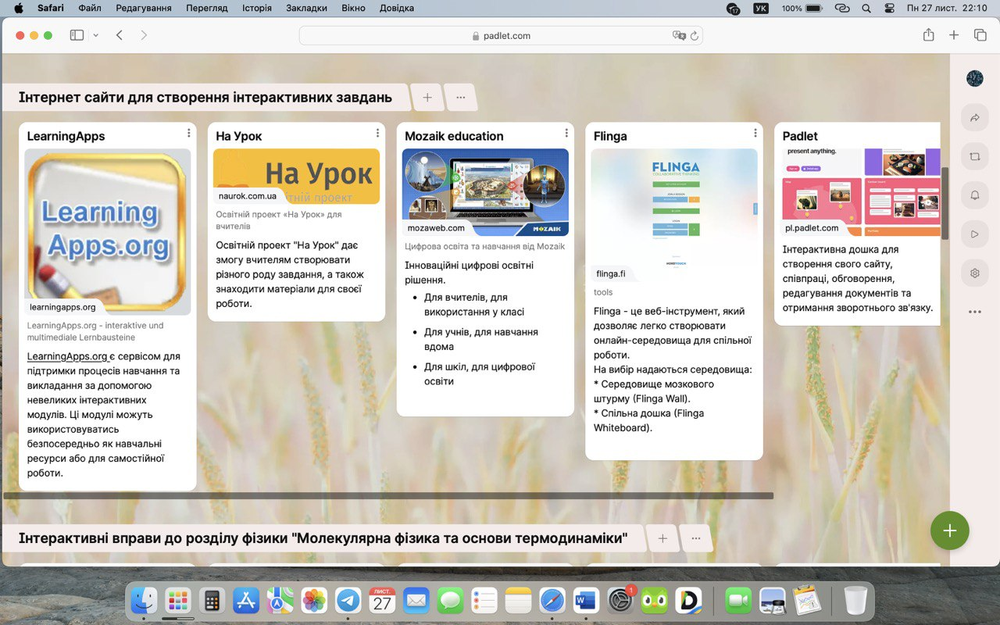 Safari Файл Редагування Перегляд Історія Закладки Вікно Довідка
17 УК 100% Пн 27 лист. 22:10
padlet.com
Інтернет сайти для створення інтерактивних завдань
LearningApps
Learning
Apps.org
learningapps.org
LearningApps.org - interaktive und
multimediale Lernbausteine
LearningApps.org є сервісом для
підтримки процесів навчання та
викладання за допомогою
невеликих інтерактивних
модулів. Ці модулі можуть
використовуватись
безпосередньо як навчальні
ресурси або для самостійної
роботи.
На Урок
На Урок
тній проект
naurok.com.ua
Освітній проект «На Урок» для
вчителів
Освітній проект "На Урок" дає
змогу вчителям створювати
різного роду завдання, а також
знаходити матеріали для своєї
роботи.
Mozaik education
mozaweb.com
MOZAIK
Цифрова освіта та навчання від Mozaik
Інноваційні цифрові освітні
рішення.
• Для вчителів, для
використання у класі
• Для учнів, для навчання
вдома
• Для шкіл, для цифрової
освіти
Flinga
FLINGA
COLLABORATIVE THINKING
flinga.fi
tools
Flinga - це веб-інструмент, який
дозволяє легко створювати
онлайн-середовища для спільної
роботи.
На вибір надаються середовища:
* Середовище мозкового
штурму (Flinga Wall).
* Спільна дошка (Flinga
Whiteboard).
Padlet
present anything.
pl.padlet.com
Інтерактивна дошка для
створення свого сайту,
співпраці, обговорення,
редагування документів та
отримання зворотнього зв'язку.
Інтерактивні вправи до розділу фізики "Молекулярна фізика та основи термодинаміки"
ЛИСТ.
27
W
1
D